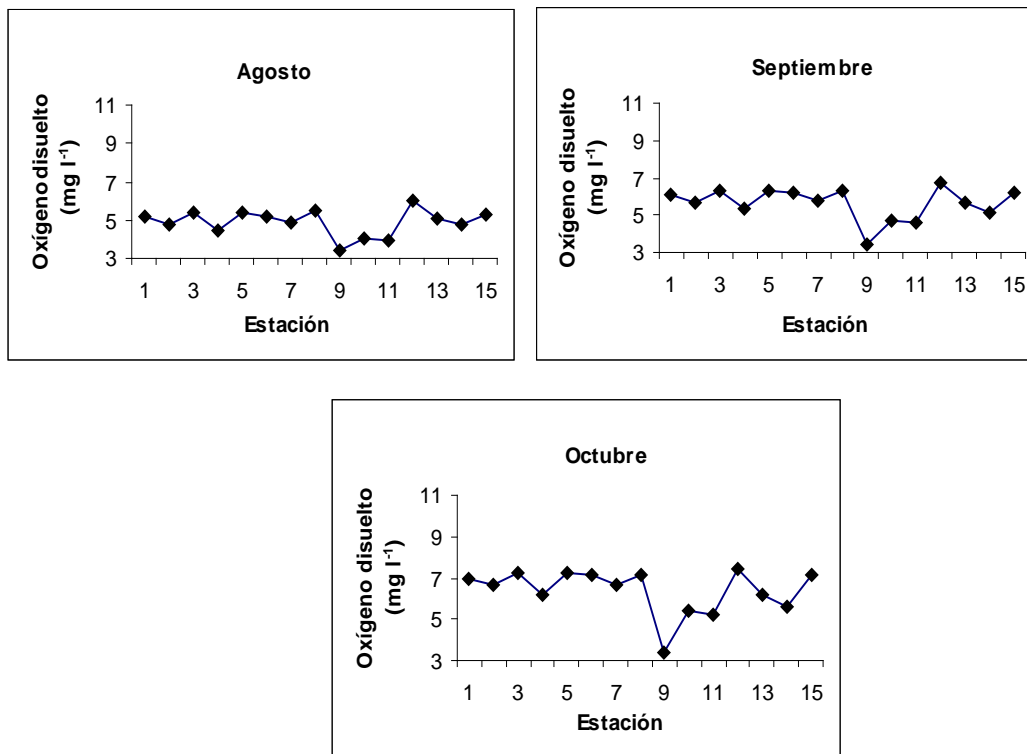 Agosto
Oxígenodisuelto
(mg l-1)
11
9
7
5
3
1 3 5 7 9 11 13 15
Estación
Septiembre
Oxígeno disuelto
(mg l-1)
11
9
7
5
3
1 3 5 7 9 11 13 15
Estación
Octubre
Oxígeno disuelto
(mg l-1)
11
9
7
5
3
1 3 5 7 9 11 13 15
Estación